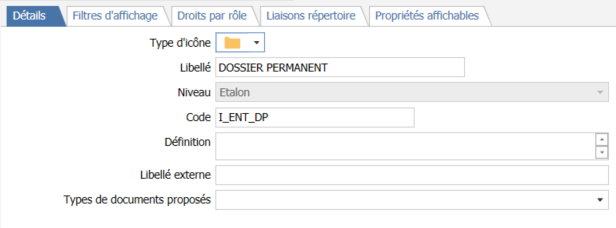 Détails Filtres d'affichage Droits par rôle Liaisons répertoire Propriétés affichables
Type d'icône
Libellé DOSSIER PERMANENT
Niveau Etalon
Code I_ENT_DP
Définition
Libellé externe
Types de documents proposés